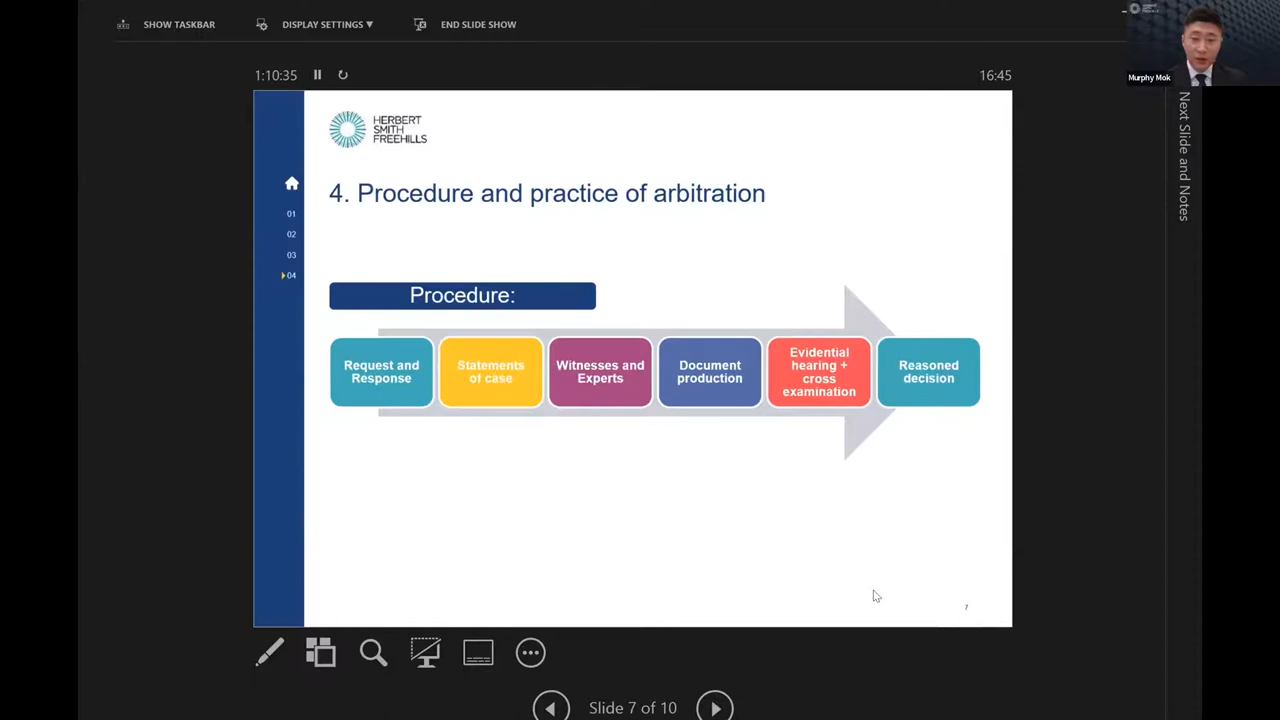 SHOW TASKBAR
DISPLAY SETTINGS ▼
END SLIDE SHOW
1:10:35
16:45
Murphy Mok
Next Slide and Notes
HERBERT
SMITH
FREEHILLS
4. Procedure and practice of arbitration
01
02
03
04
Procedure:
Request and
Response
Statements
of case
Witnesses and
Experts
Document
production
Evidential
hearing +
cross
examination
Reasoned
decision
7
Slide 7 of 10